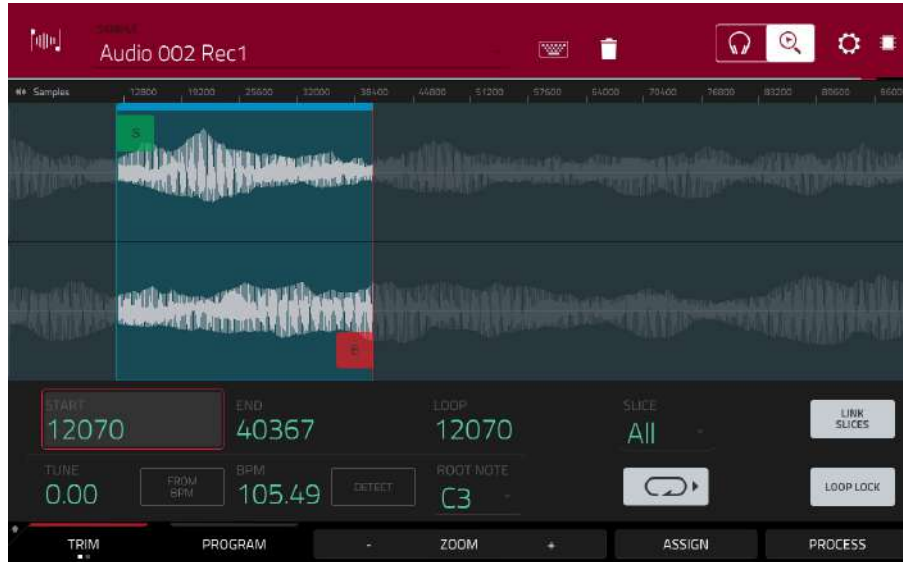 SAMPLE
Audio 002 Rec1
Samples 12800 19200 25600 32000 38400 44800 51200 57600 64000 70400 76800 83200 89600 9600
S
E
START
12070
END
40367
LOOP
12070
SLICE
All
LINK SLICES
TUNE
0.00
FROM BPM
BPM
105.49
DETECT
ROOT NOTE
C3
LOOP LOCK
TRIM
PROGRAM
- ZOOM +
ASSIGN
PROCESS